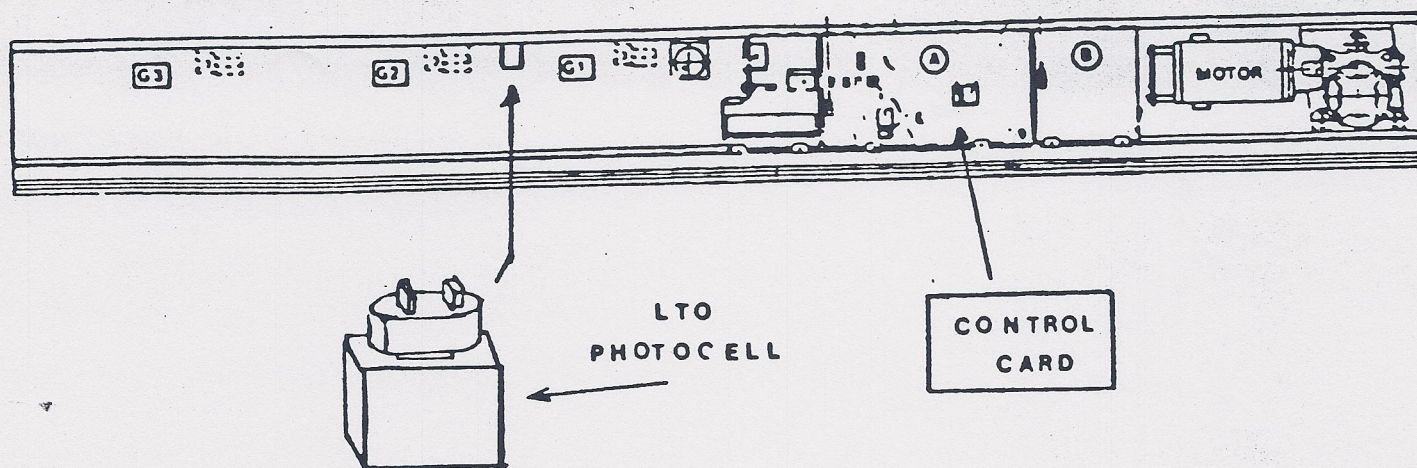 G3
G2
G1
A
B
MOTOR
LTO
PHOTOCELL
CONTROL
CARD